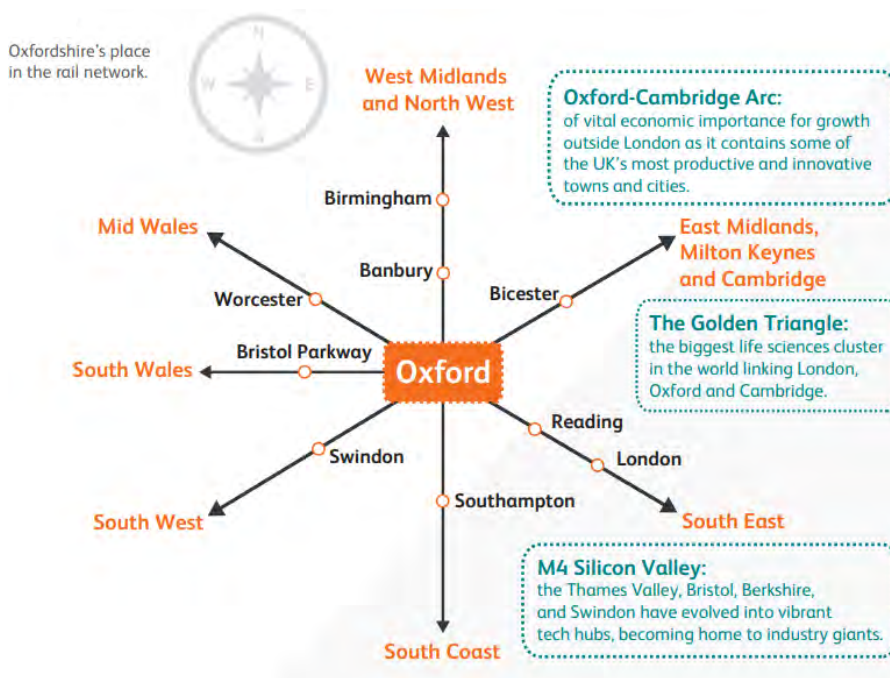 Oxfordshire's place
in the rail network.
N
W
E
West Midlands
and North West
Oxford-Cambridge Arc:
of vital economic importance for growth
outside London as it contains some of
the UK's most productive and innovative
towns and cities.
Birmingham
Mid Wales
East Midlands,
Milton Keynes
and Cambridge
Banbury
Bicester
Worcester
The Golden Triangle:
the biggest life sciences cluster
in the world linking London,
Oxford and Cambridge.
Bristol Parkway
South Wales
Oxford
Reading
Swindon
London
Southampton
South West
South East
M4 Silicon Valley:
the Thames Valley, Bristol, Berkshire,
and Swindon have evolved into vibrant
tech hubs, becoming home to industry giants.
South Coast